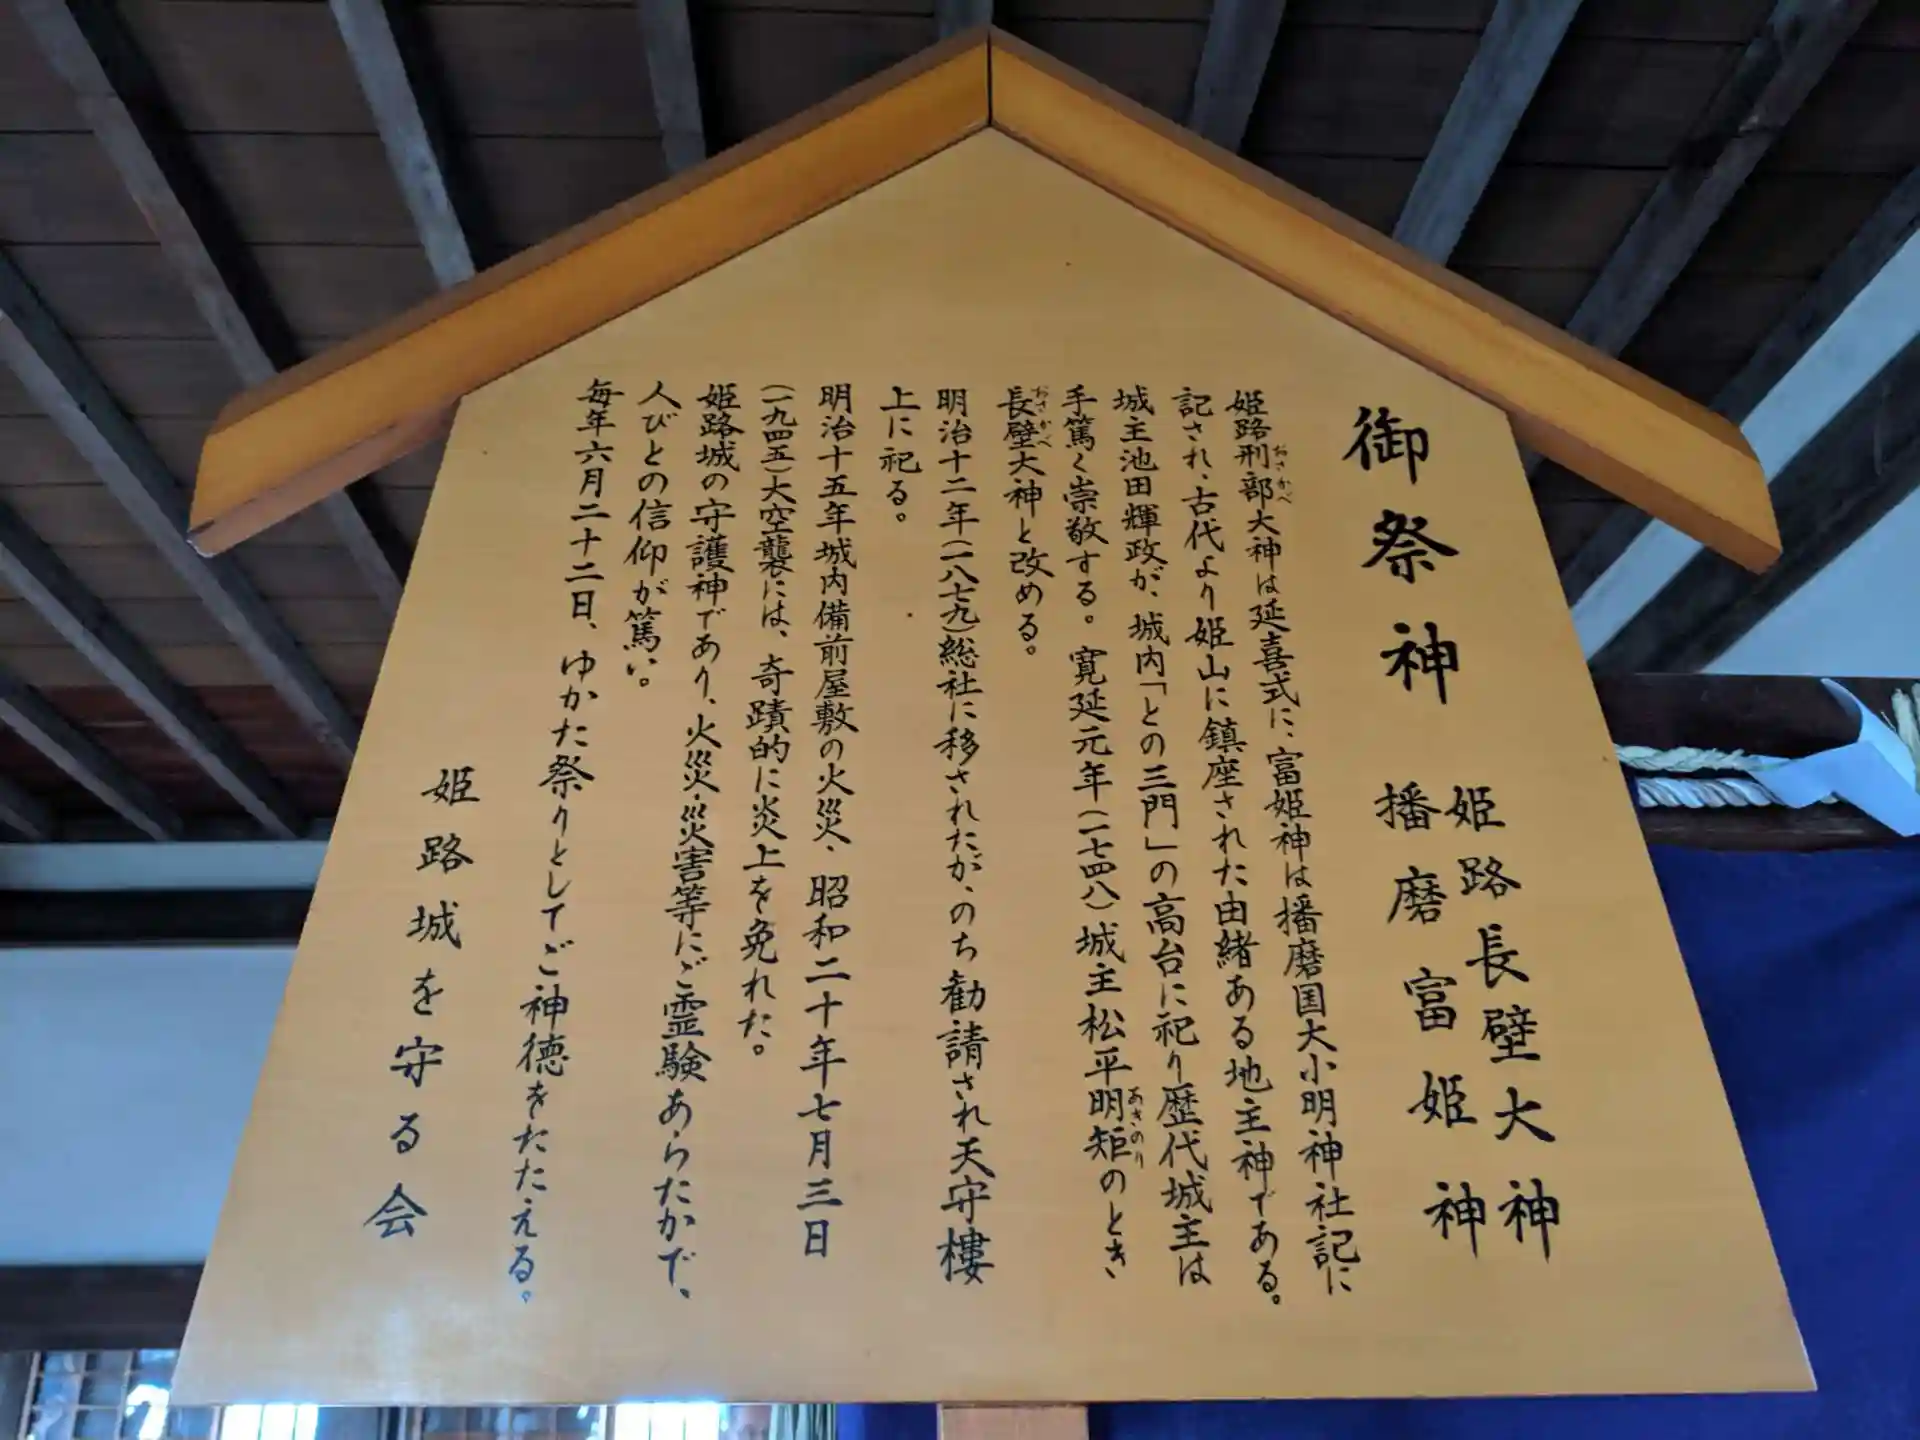 御祭神
姫路長壁大神
播磨富姫神
姫路刑部大神は延喜式に、富姫神は播磨国大小明神社記に
おさかべ
記され、古代より姫山に鎮座された由緒ある地主神である。
城主池田輝政が、城内「との三門」の高台に祀り歴代城主は
手篤く崇敬する。寛延元年(一七四八)城主松平明矩のとき
あきのり
長壁大神と改める。
おさかべ
明治十二年(一八七九)総社に移されたが、のち勧請され天守楼
上に祀る。
明治十五年城内備前屋敷の火災、昭和二十年七月三日
(一九四五)大空襲には、奇蹟的に炎上を免れた。
姫路城の守護神であり、火災・災害等にご霊験あらたかで、
人びとの信仰が篤い。
毎年六月二十二日、ゆかた祭りとしてご神徳をたたえる。
姫路城を守る会